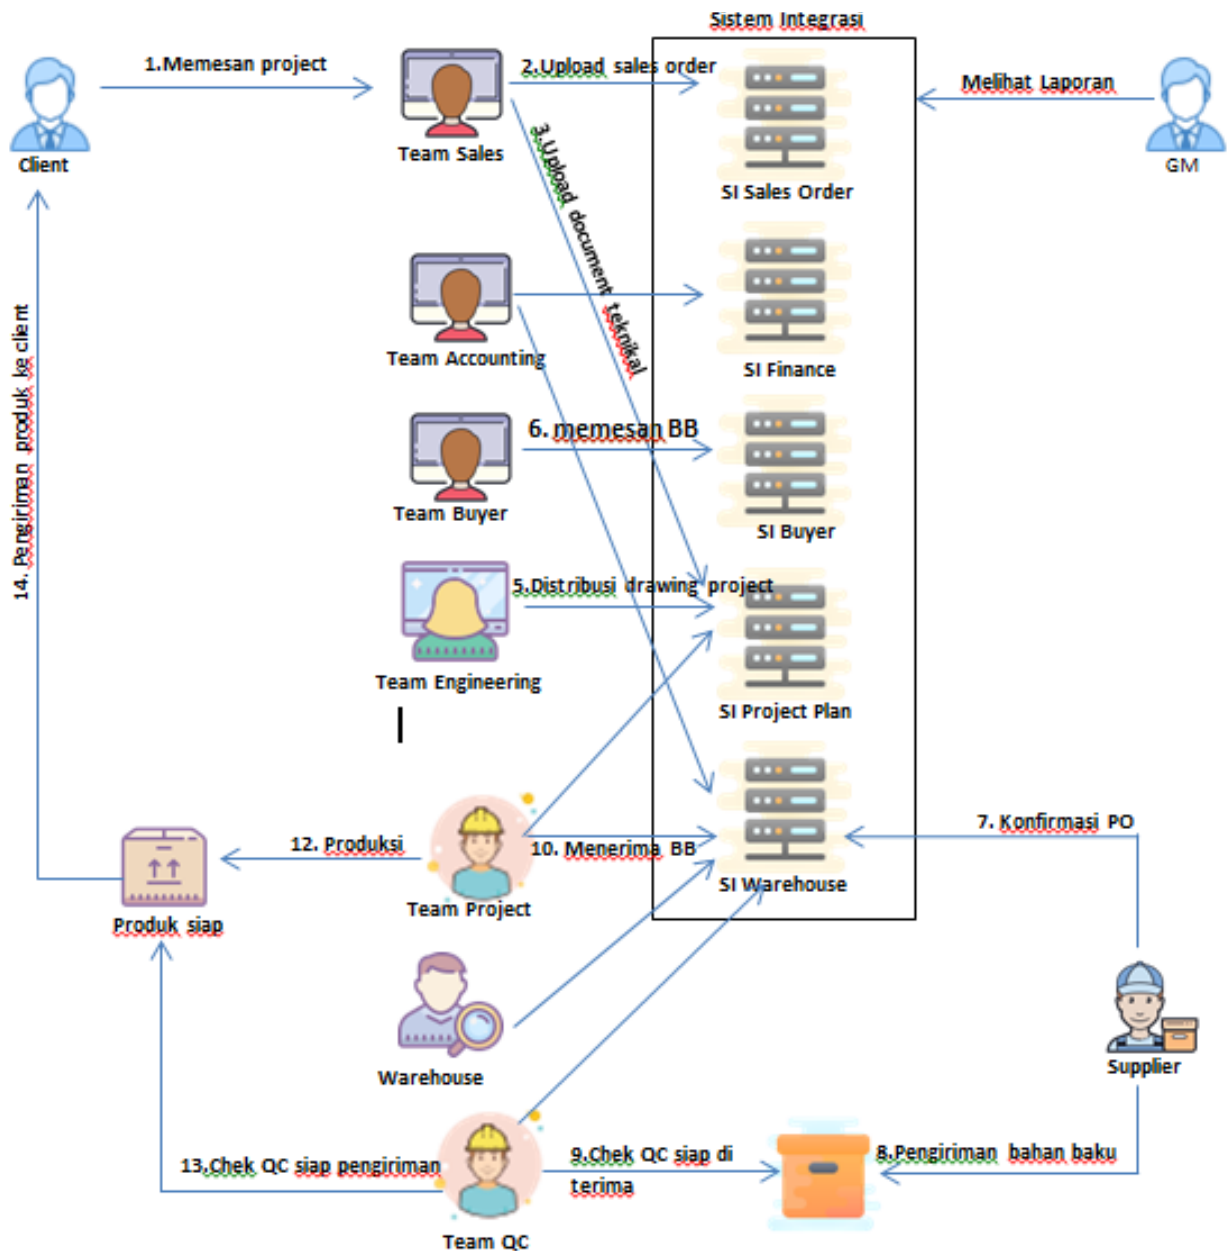 Sistem Integrasi
1.Memesan project
2.Upload sales order
Melihat Laporan
Client
Team Sales
3.Upload document teknikal
SI Sales Order
GM
Team Accounting
SI Finance
14. Pengiriman produk ke client
6. memesan BB
Team Buyer
SI Buyer
5.Distribusi drawing project
Team Engineering
SI Project Plan
12. Produksi
10. Menerima BB
7. Konfirmasi PO
SI Warehouse
Produk siap
Team Project
Warehouse
Supplier
13.Chek QC siap pengiriman
9.Chek QC siap di
terima
8.Pengiriman bahan baku
Team QC